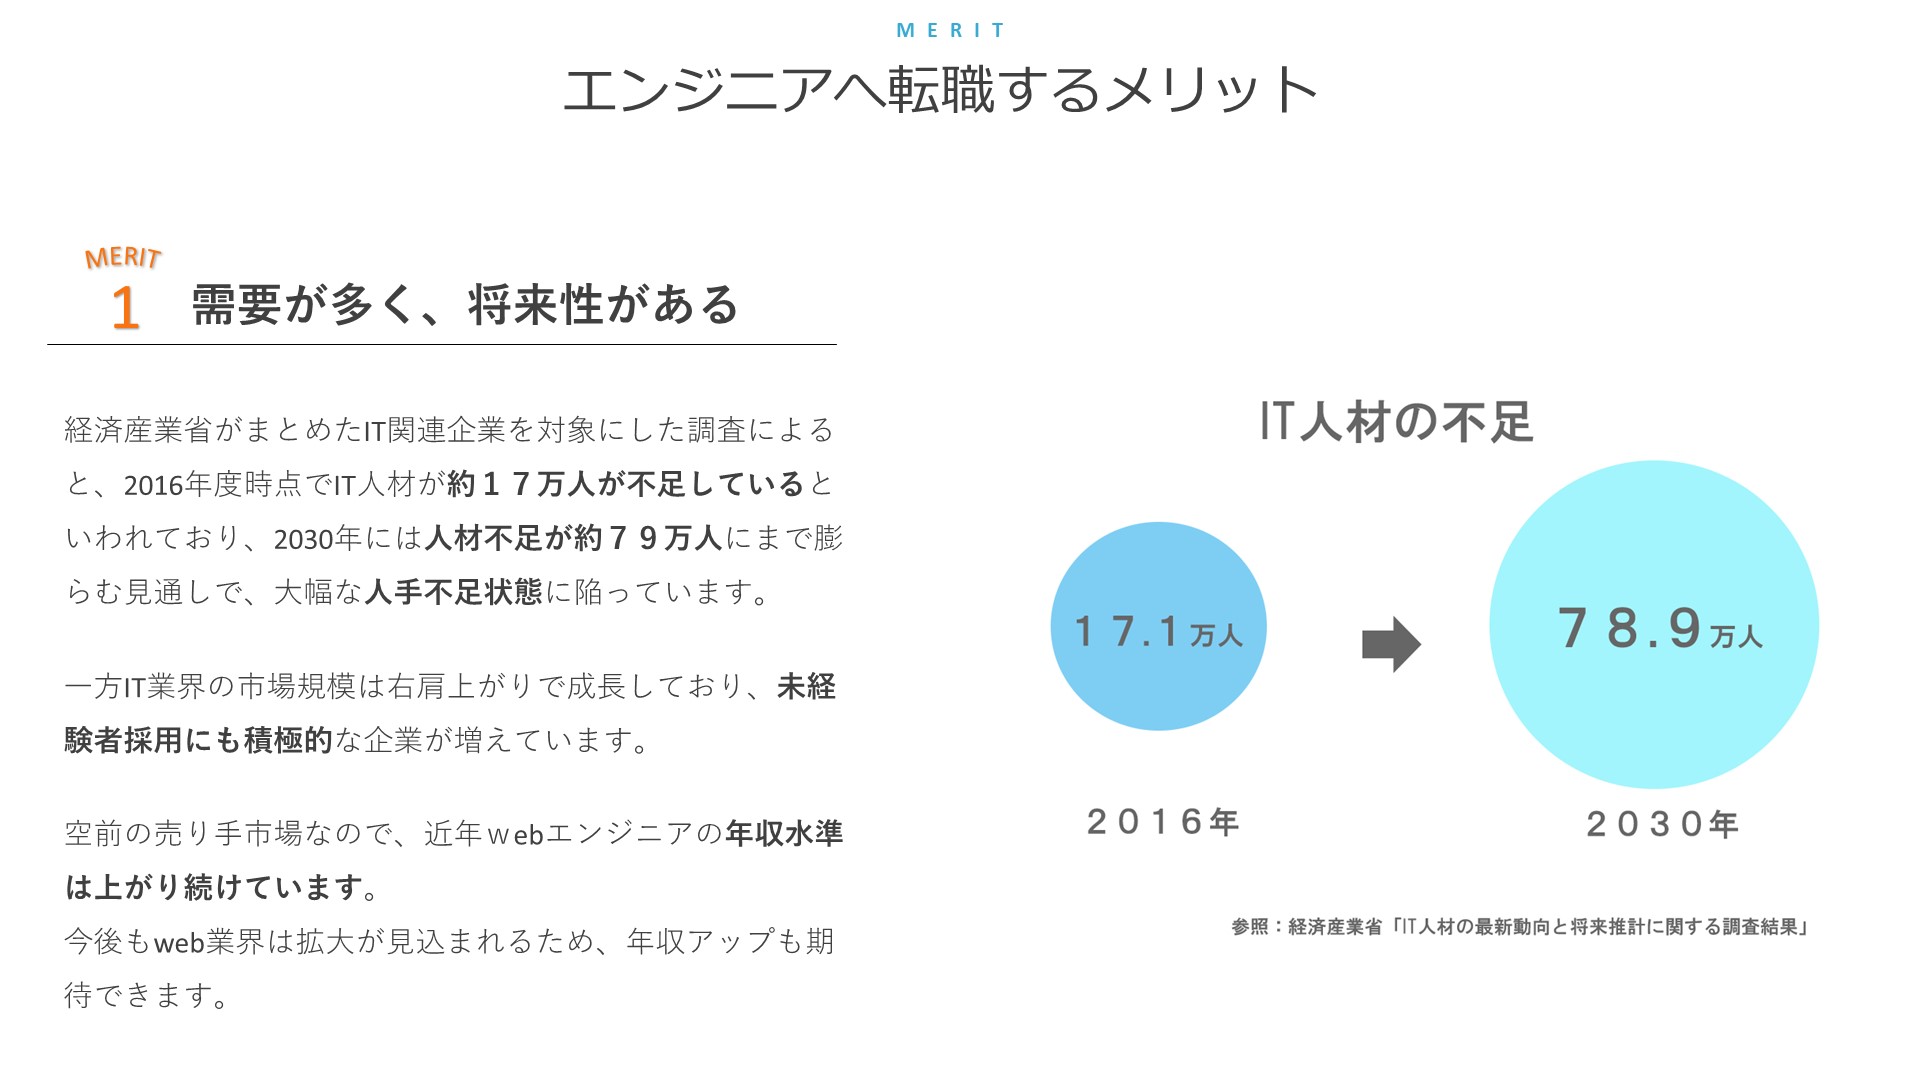 MERIT
エンジニアへ転職するメリット
MERIT
1
需要が多く、将来性がある
経済産業省がまとめたIT関連企業を対象にした調査による
と、2016年度時点でIT人材が約１７万人が不足していると
いわれており、2030年には人材不足が約７９万人にまで膨
らむ見通しで、大幅な人手不足状態に陥っています。
一方IT業界の市場規模は右肩上がりで成長しており、未経
験者採用にも積極的な企業が増えています。
空前の売り手市場なので、近年ｗebエンジニアの年収水準
は上がり続けています。
今後もweb業界は拡大が見込まれるため、年収アップも期
待できます。
IT人材の不足
１７.１万人
７８.９万人
２０１６年
２０３０年
参照：経済産業省「IT人材の最新動向と将来推計に関する調査結果」